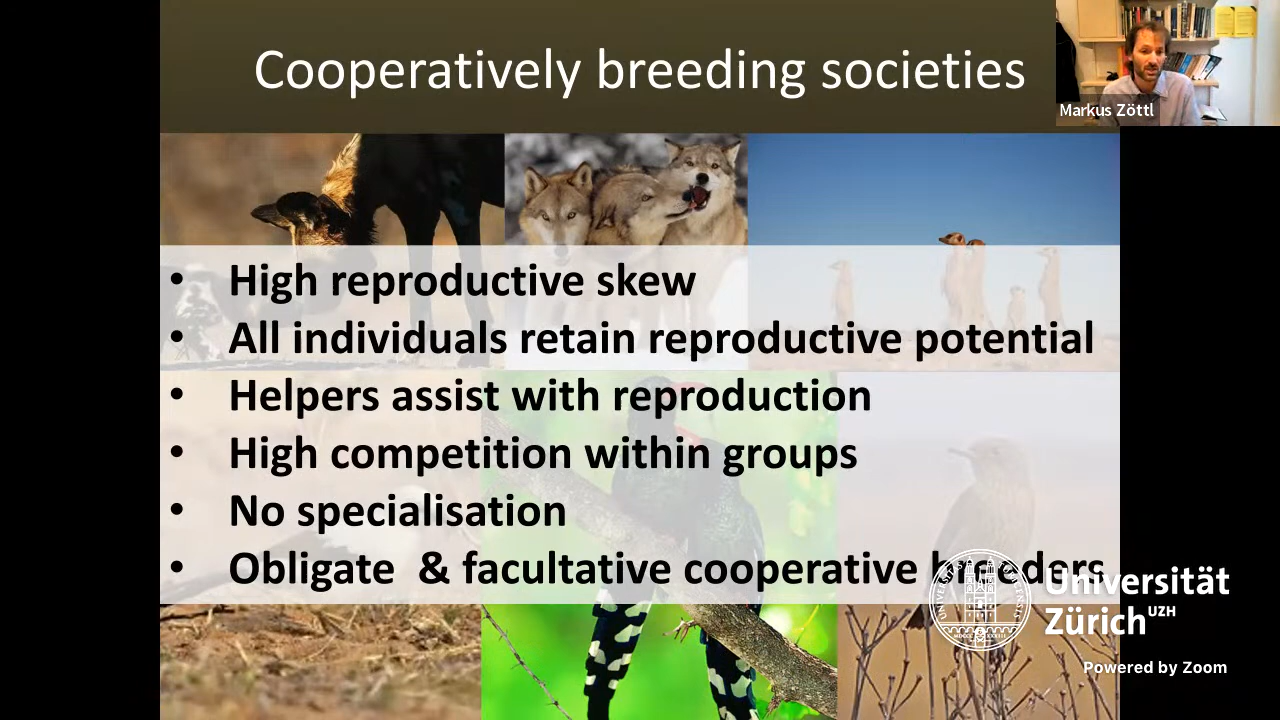 Cooperatively breeding societies
Markus Zöttl
• High reproductive skew
• All individuals retain reproductive potential
• Helpers assist with reproduction
• High competition within groups
• No specialisation
• Obligate & facultative cooperative breeders
Universität
Zürich UZH
Powered by Zoom